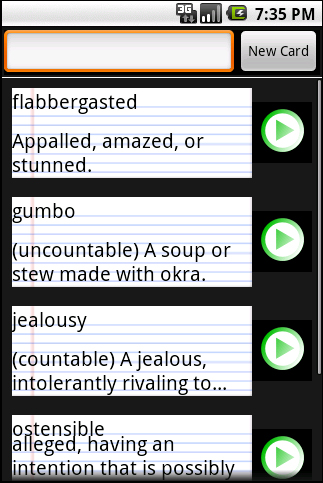 3G 7:35 PM
New Card
flabbergasted
Appalled, amazed, or
stunned.
gumbo
(uncountable) A soup or
stew made with okra.
jealousy
(countable) A jealous,
intolerantly rivaling to...
ostensible
alleged, having an
intention that is possibly